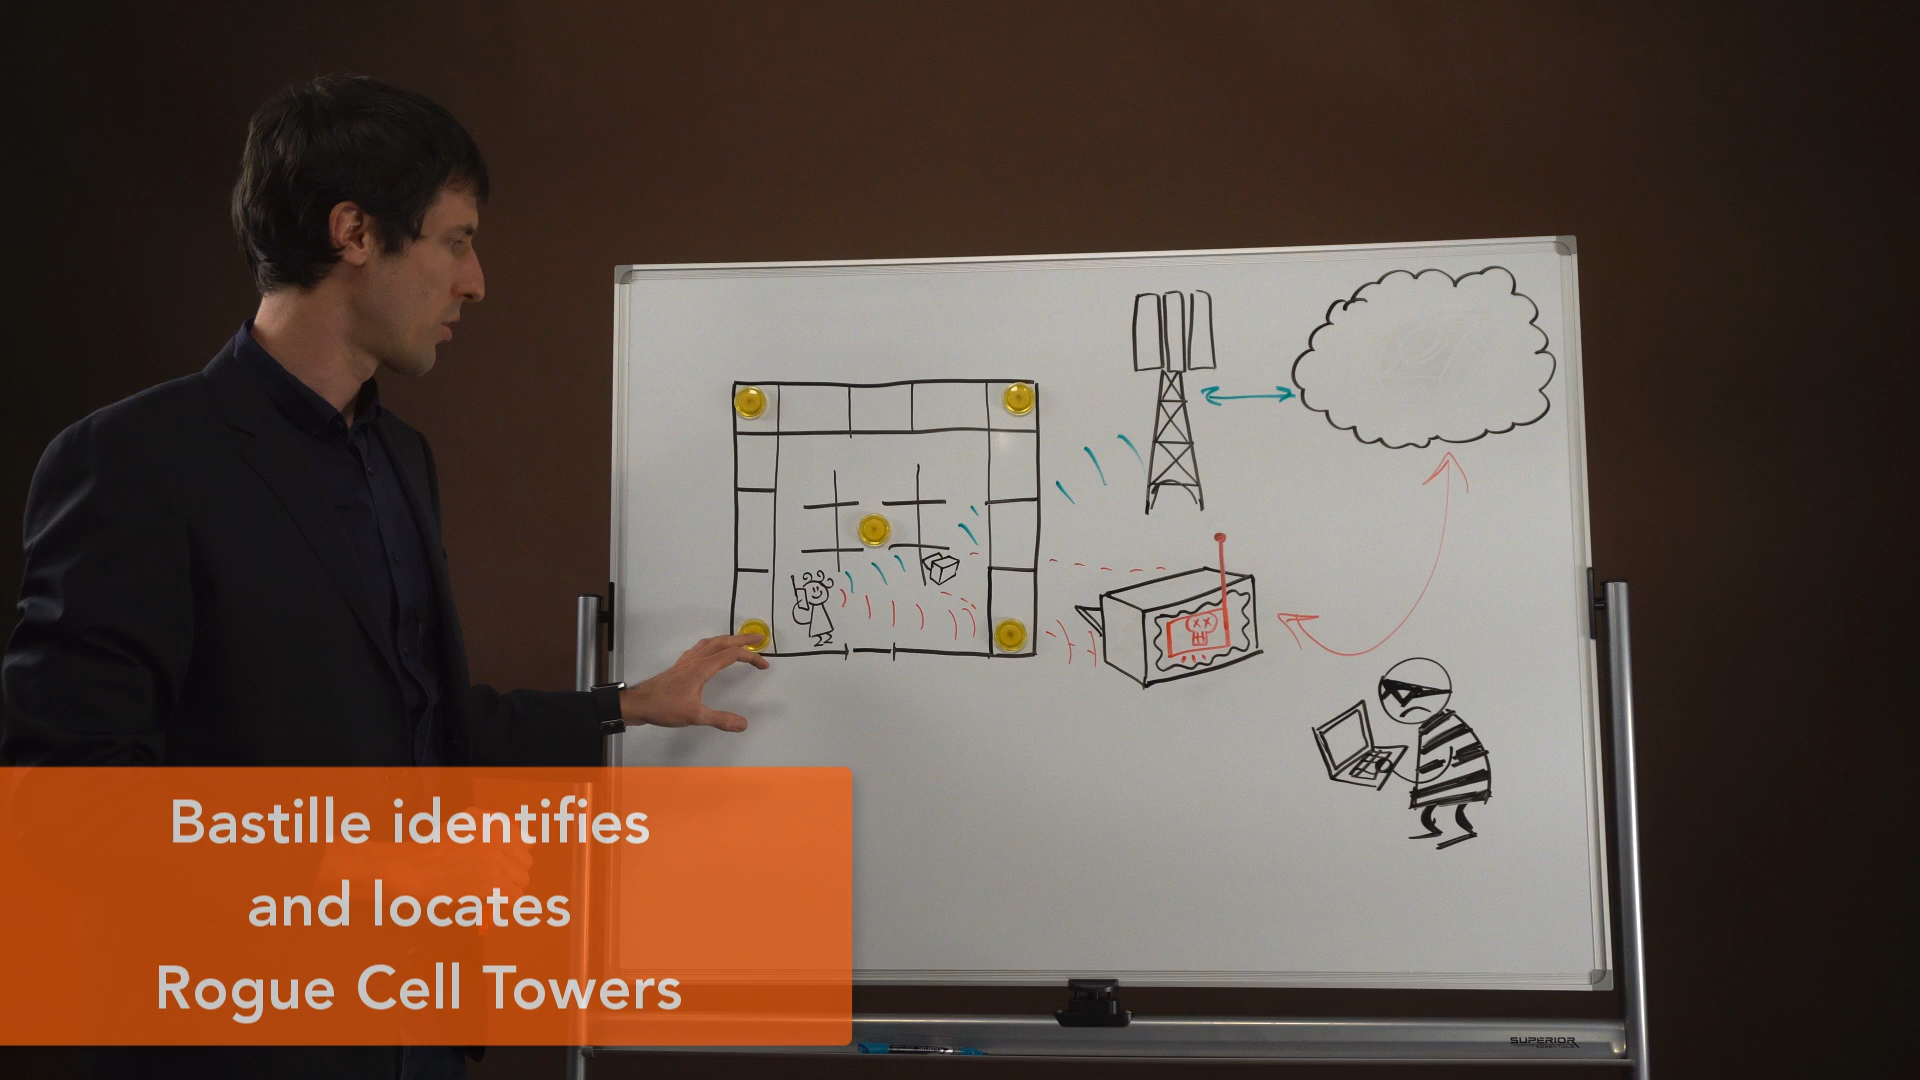 Bastille identifies
and locates
Rogue Cell Towers
SUPERIOR